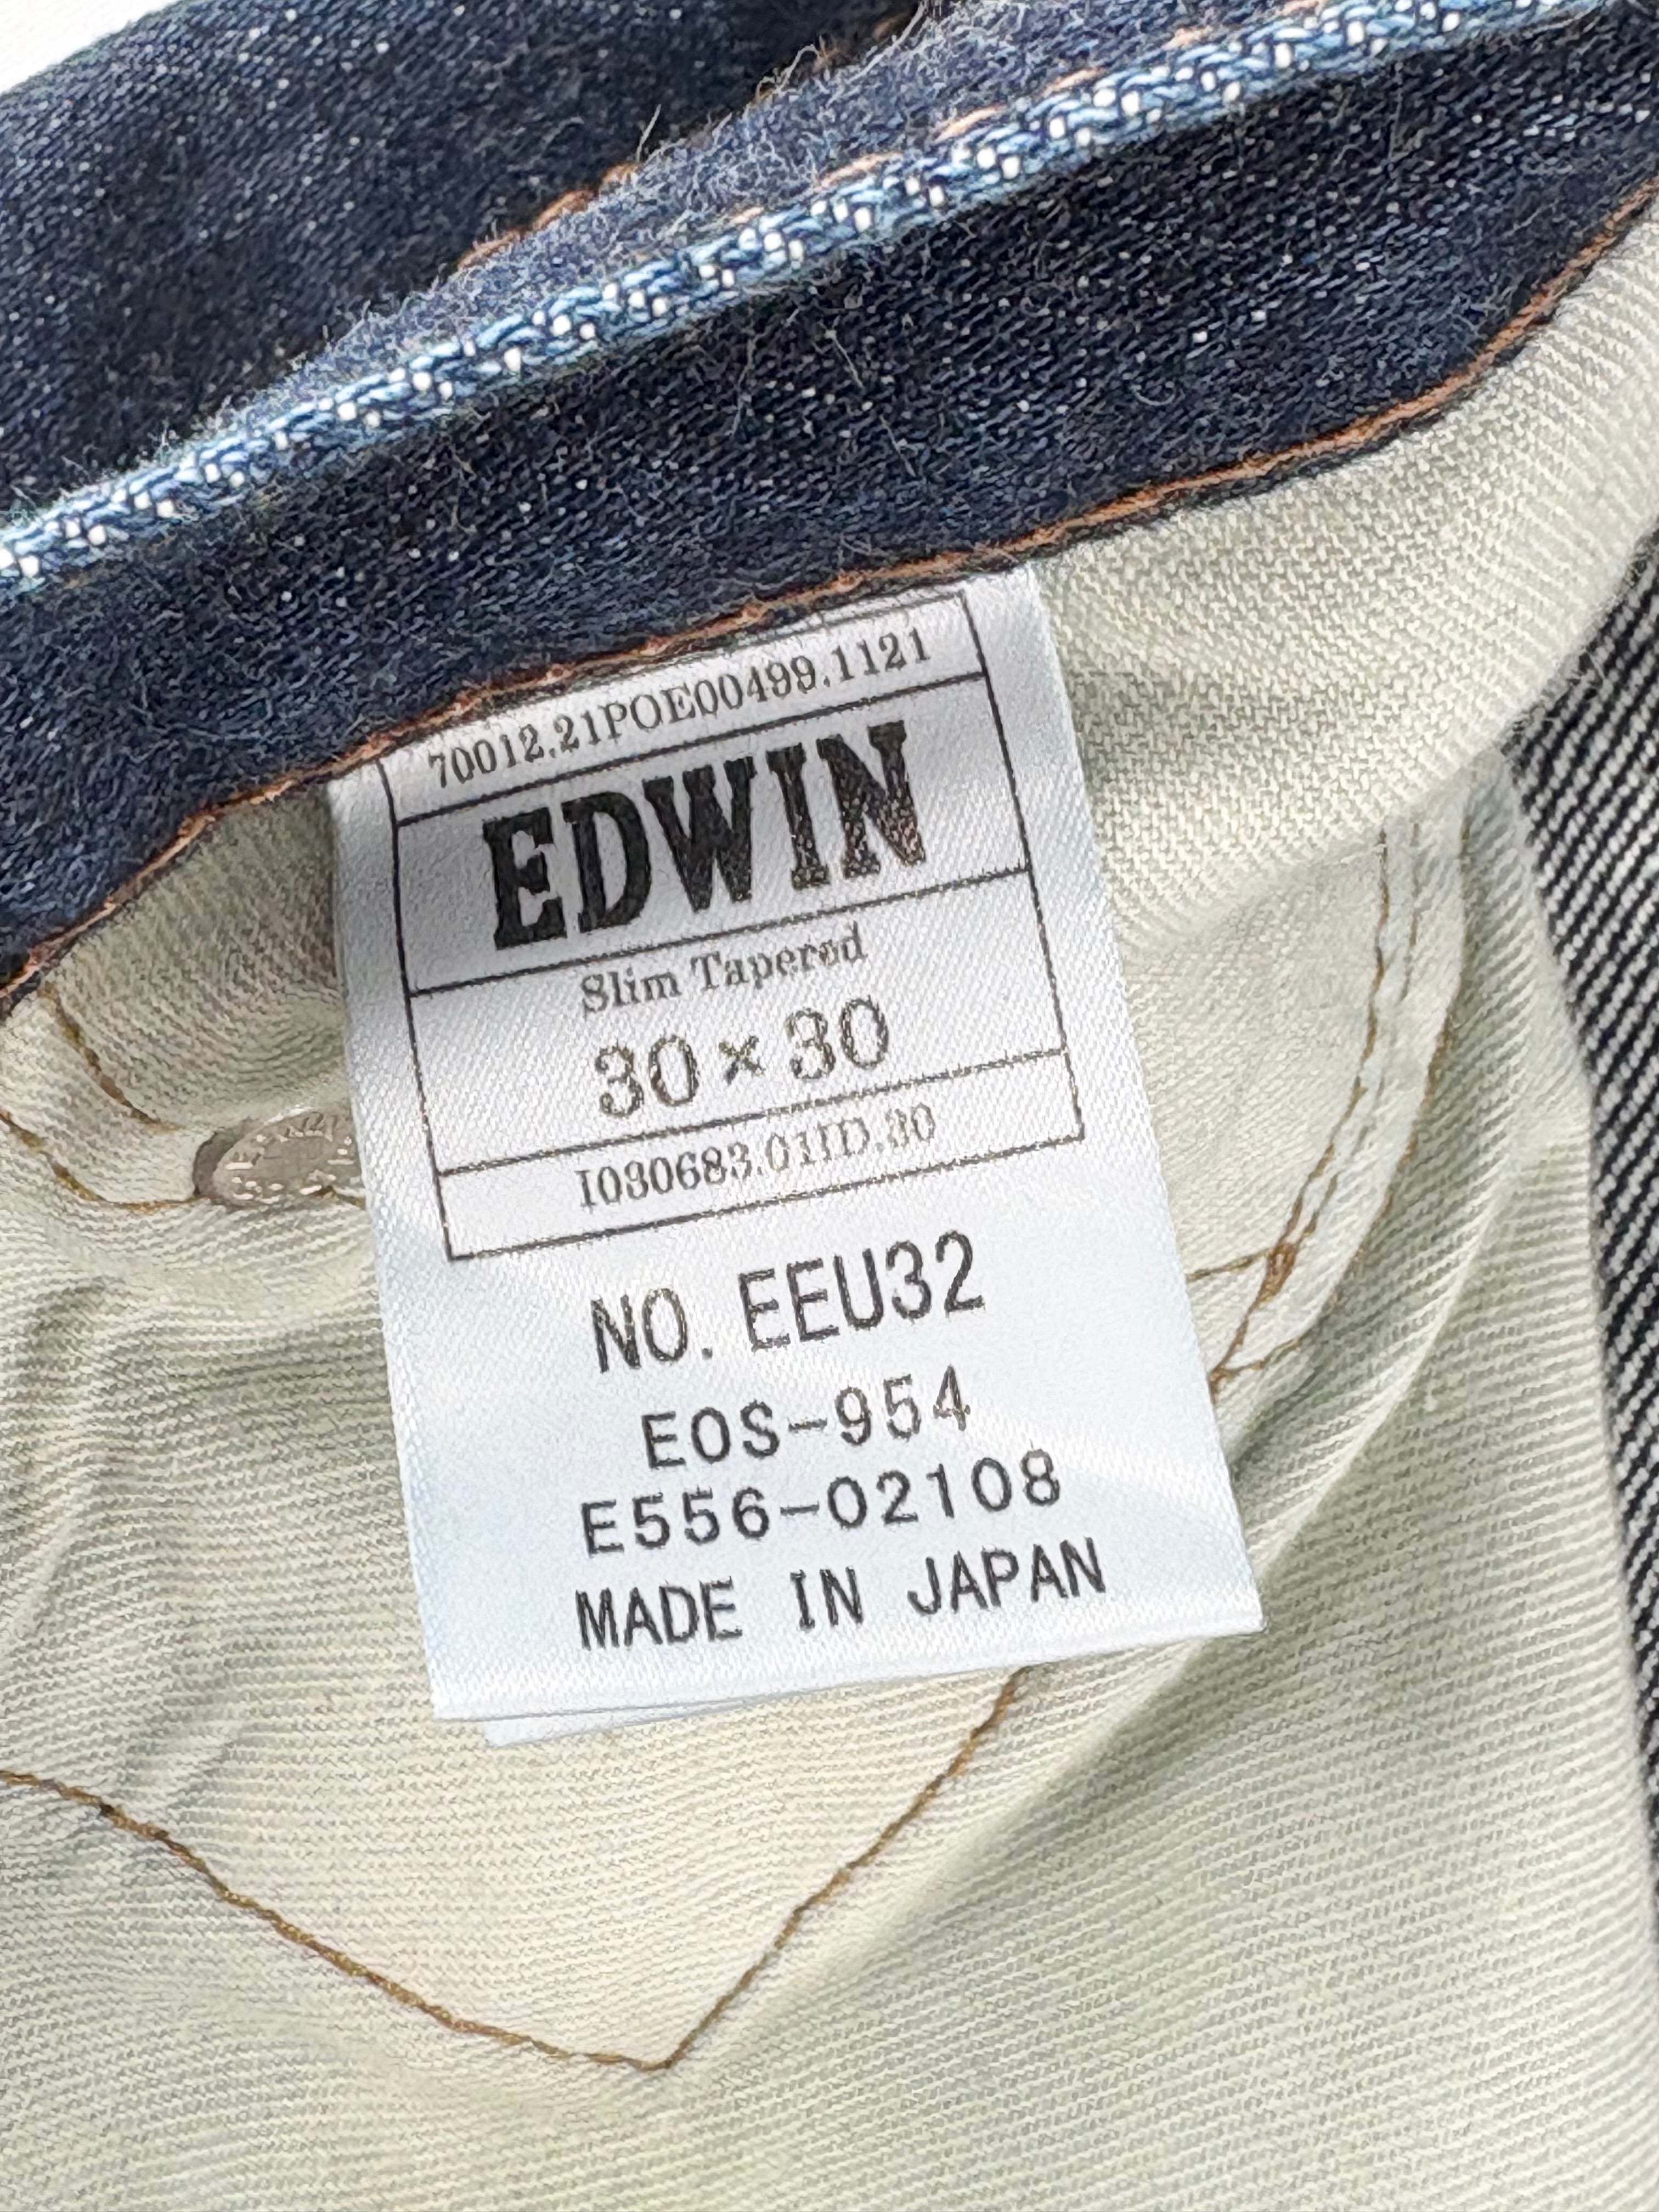 70012.21POE00499.1121
EDWIN
Slim Tapered
30×30
I030683.01ID.30
NO. EEU32
EOS-954
E556-02108
MADE IN JAPAN